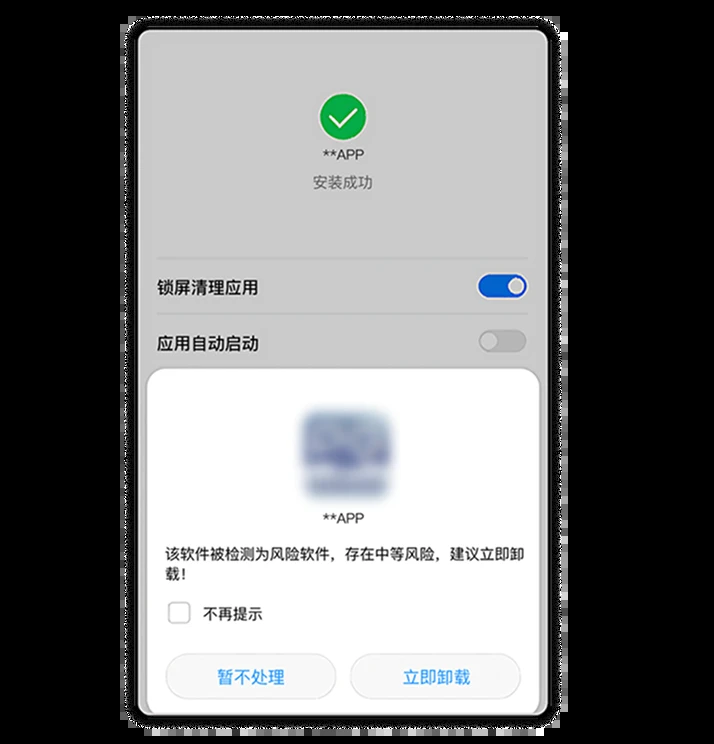 **APP
安装成功
锁屏清理应用
应用自动启动
**APP
该软件被检测为风险软件，存在中等风险，建议立即卸
载！
不再提示
暂不处理
立即卸载